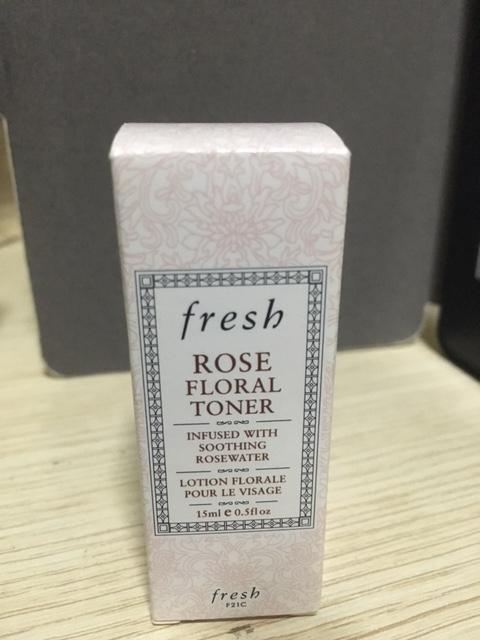 fresh
ROSE
FLORAL
TONER
INFUSED WITH
SOOTHING
ROSEWATER
LOTION FLORALE
POUR LE VISAGE
15ml e 0.5fl oz
fresh
F21C